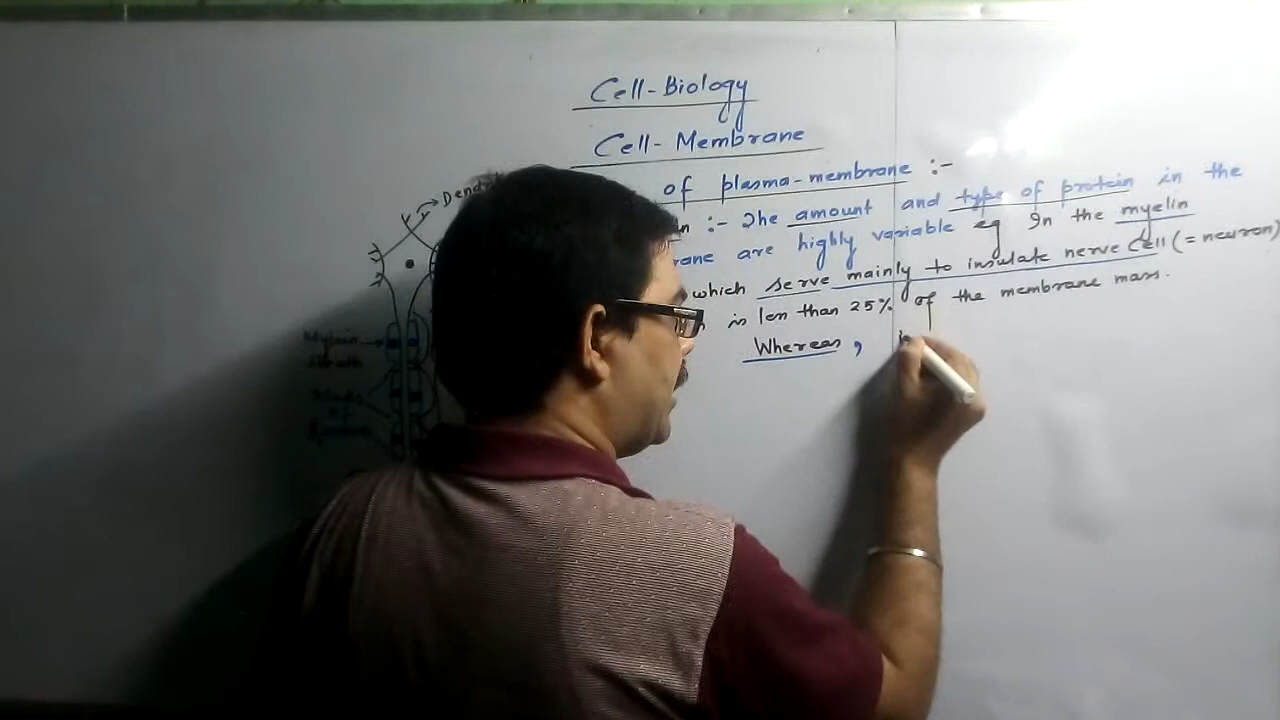 Cell-Biology
Cell-Membrane
of plasma-membrane :-
:- The amount and type of protein in the
are highly variable eg In the myelin
which serve mainly to insulate nerve cell (= neuron)
is len than 25% of the membrane mass.
Whereas,
Myelin
Sheath
Node
of